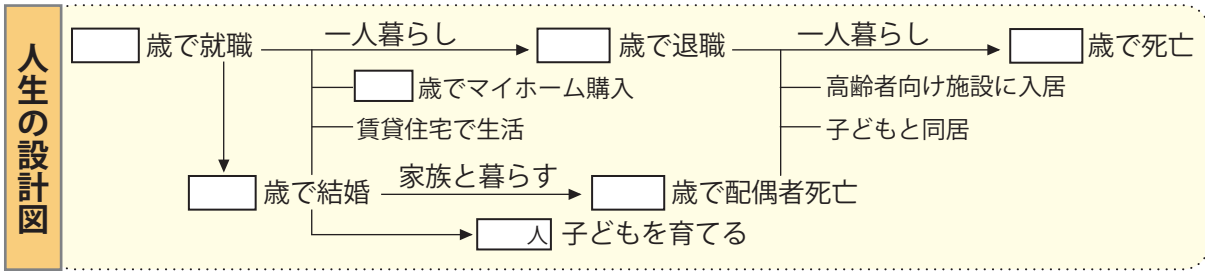 人生の設計図
歳で就職
一人暮らし
歳で退職
一人暮らし
歳で死亡
歳でマイホーム購入
高齢者向け施設に入居
賃貸住宅で生活
子どもと同居
歳で結婚
家族と暮らす
歳で配偶者死亡
人 子どもを育てる